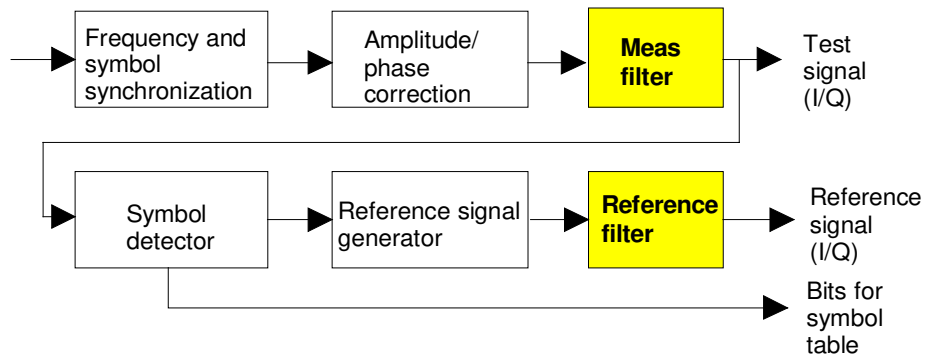 Frequency and
symbol
synchronization
Amplitude/
phase
correction
Meas
filter
Test
signal
(I/Q)
Symbol
detector
Reference signal
generator
Reference
filter
Reference
signal
(I/Q)
Bits for
symbol
table